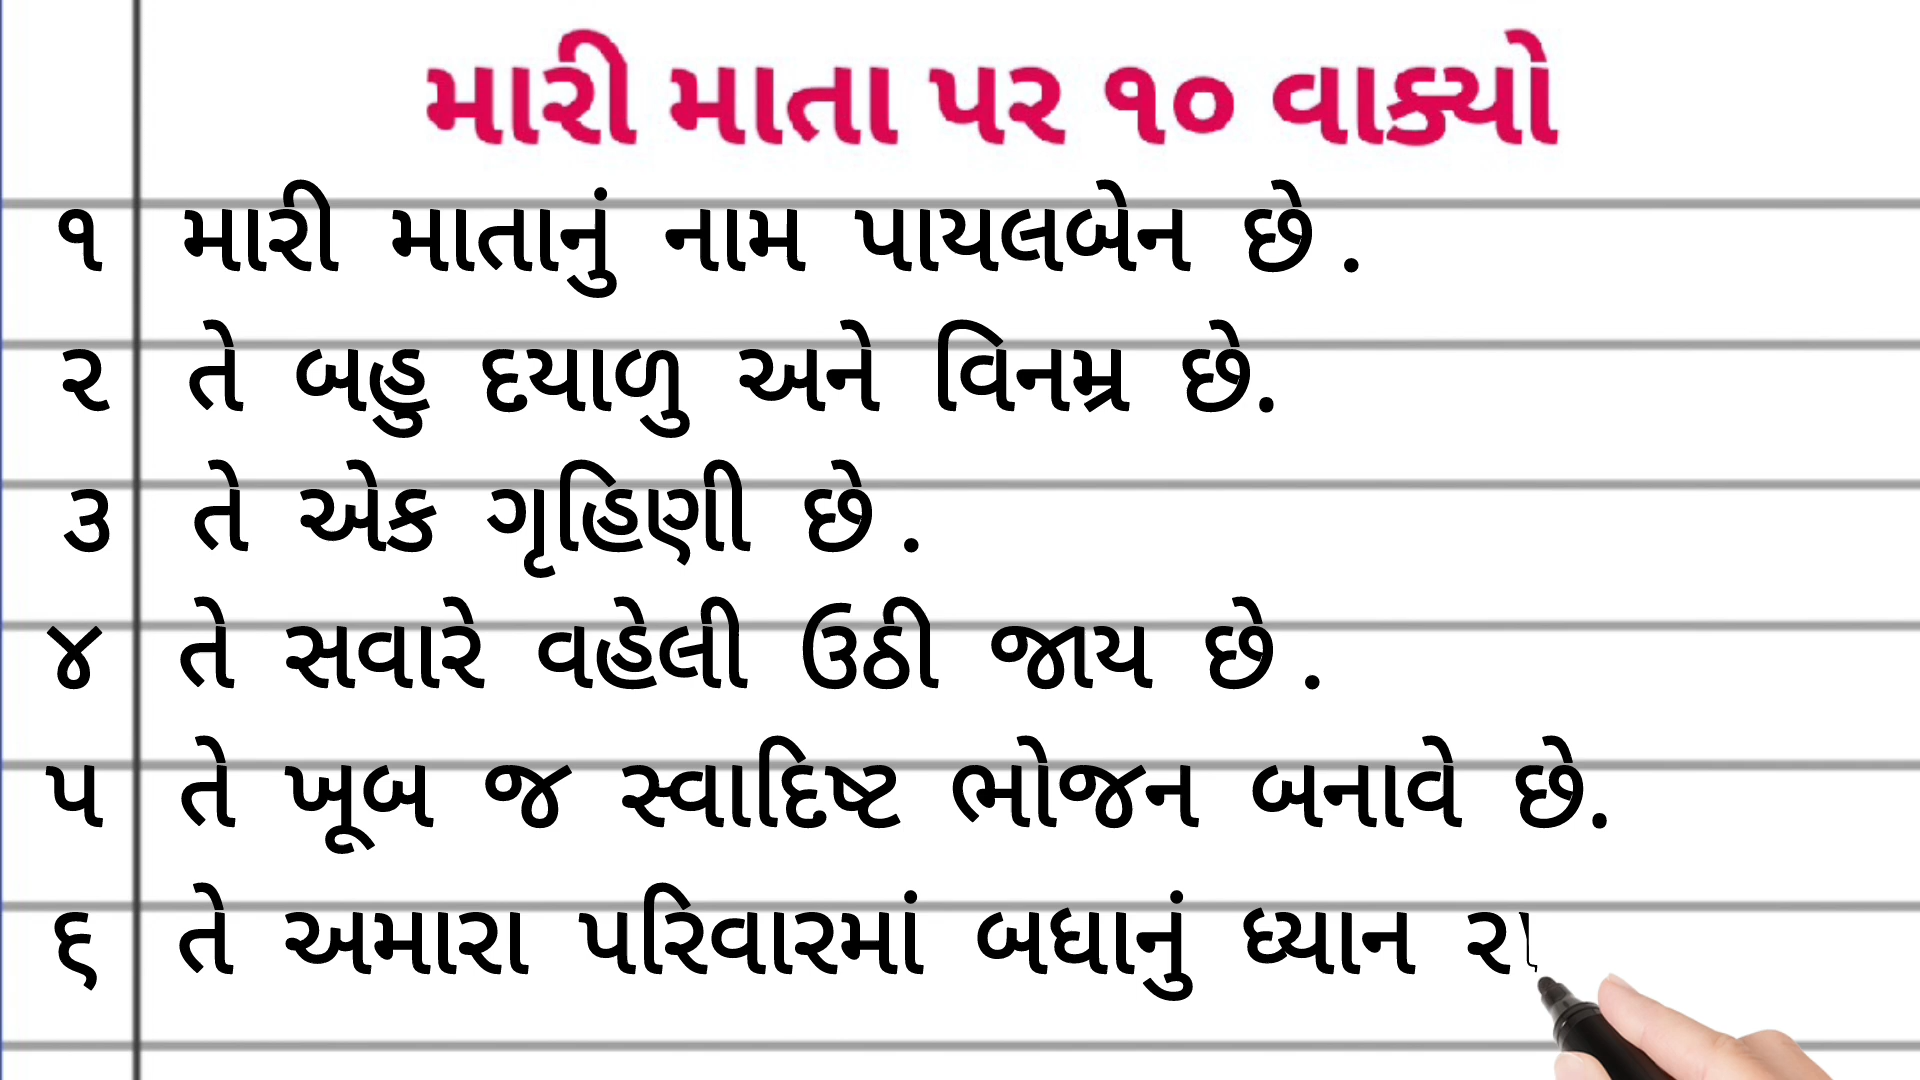 મારી માતા પર ૧૦ વાક્યો
૧ મારી માતાનું નામ પાયલબેન છે .
૨ તે બહુ દયાળુ અને વિનમ્ર છે.
૩ તે એક ગૃહિણી છે .
૪ તે સવારે વહેલી ઉઠી જાય છે .
૫ તે ખૂબ જ સ્વાદિષ્ટ ભોજન બનાવે છે.
૬ તે અમારા પરિવારમાં બધાનું ધ્યાન